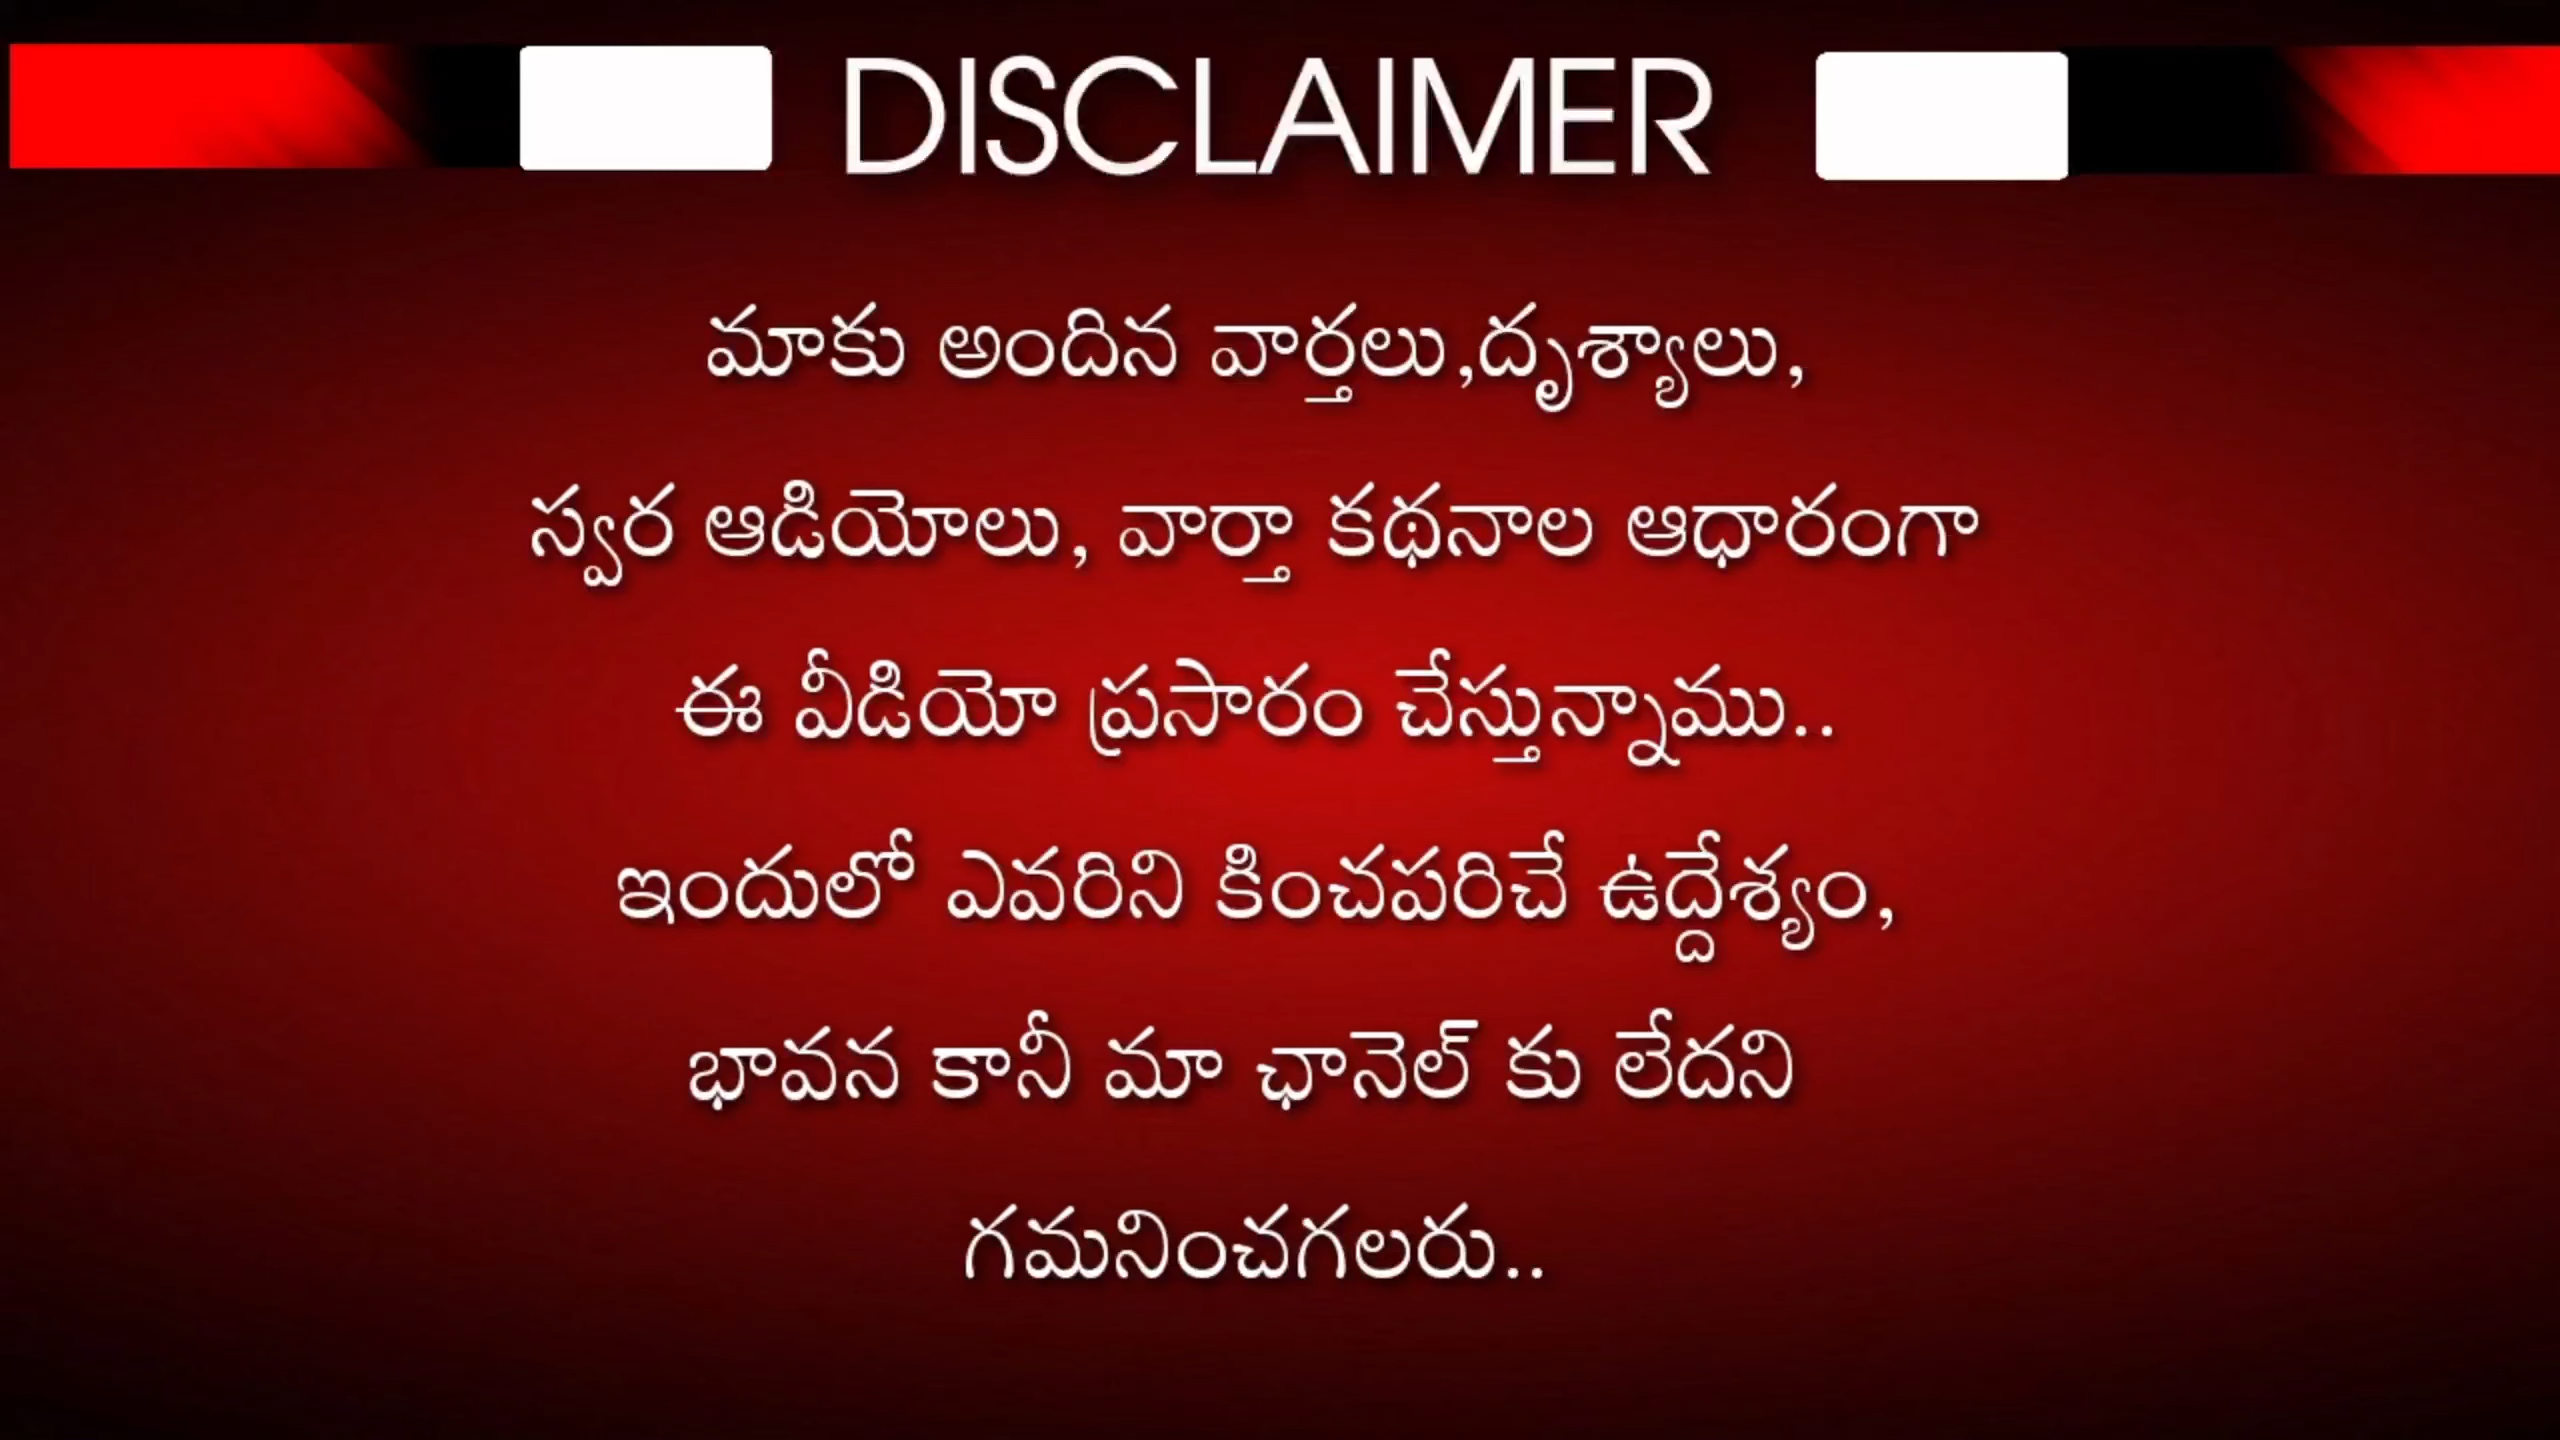 DISCLAIMER
మాకు అందిన వార్తలు,దృశ్యాలు,
స్వర ఆడియోలు, వార్తా కథనాల ఆధారంగా
ఈ వీడియో ప్రసారం చేస్తున్నాము..
ఇందులో ఎవరిని కించపరిచే ఉద్దేశ్యం,
భావన కానీ మా ఛానెల్ కు లేదని
గమనించగలరు..